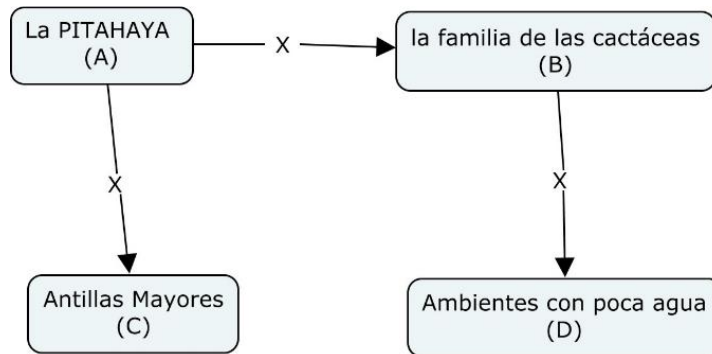 La PITAHAYA
(A)
X
la familia de las cactáceas
(B)
X
X
Antillas Mayores
(C)
Ambientes con poca agua
(D)